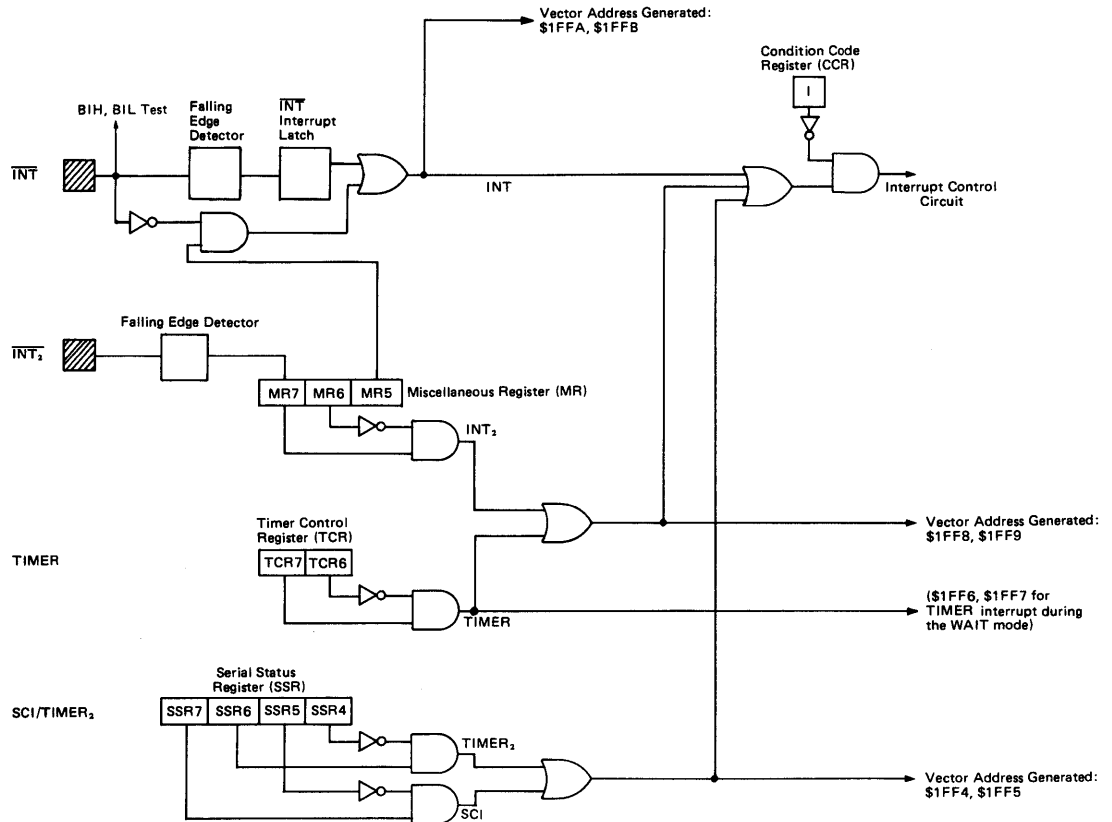 Vector Address Generated:
$1FFA, $1FFB
Condition Code
Register (CCR)
I
BIH, BIL Test
Falling
Edge
Detector
INT
Interrupt
Latch
INT
INT
Interrupt Control
Circuit
Falling Edge Detector
INT₂
MR7 MR6 MR5 Miscellaneous Register (MR)
INT₂
Timer Control
Register (TCR)
Vector Address Generated:
$1FF8, $1FF9
TIMER
TCR7 TCR6
TIMER
($1FF6, $1FF7 for
TIMER interrupt during
the WAIT mode)
Serial Status
Register (SSR)
SCI/TIMER₂
SSR7 SSR6 SSR5 SSR4
TIMER₂
SCI
Vector Address Generated:
$1FF4, $1FF5